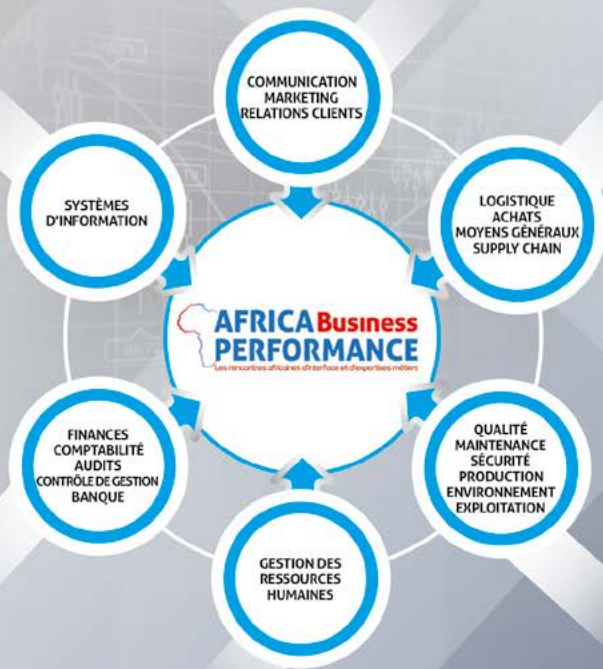 COMMUNICATION
MARKETING
RELATIONS CLIENTS
SYSTÈMES
D'INFORMATION
LOGISTIQUE
ACHATS
MOYENS GÉNÉRAUX
SUPPLY CHAIN
AFRICA Business
PERFORMANCE
Les rencontres africaines d'interface et d'expertises métiers
FINANCES
COMPTABILITÉ
AUDITS
CONTRÔLE DE GESTION
BANQUE
QUALITÉ
MAINTENANCE
SÉCURITÉ
PRODUCTION
ENVIRONNEMENT
EXPLOITATION
GESTION DES
RESSOURCES
HUMAINES